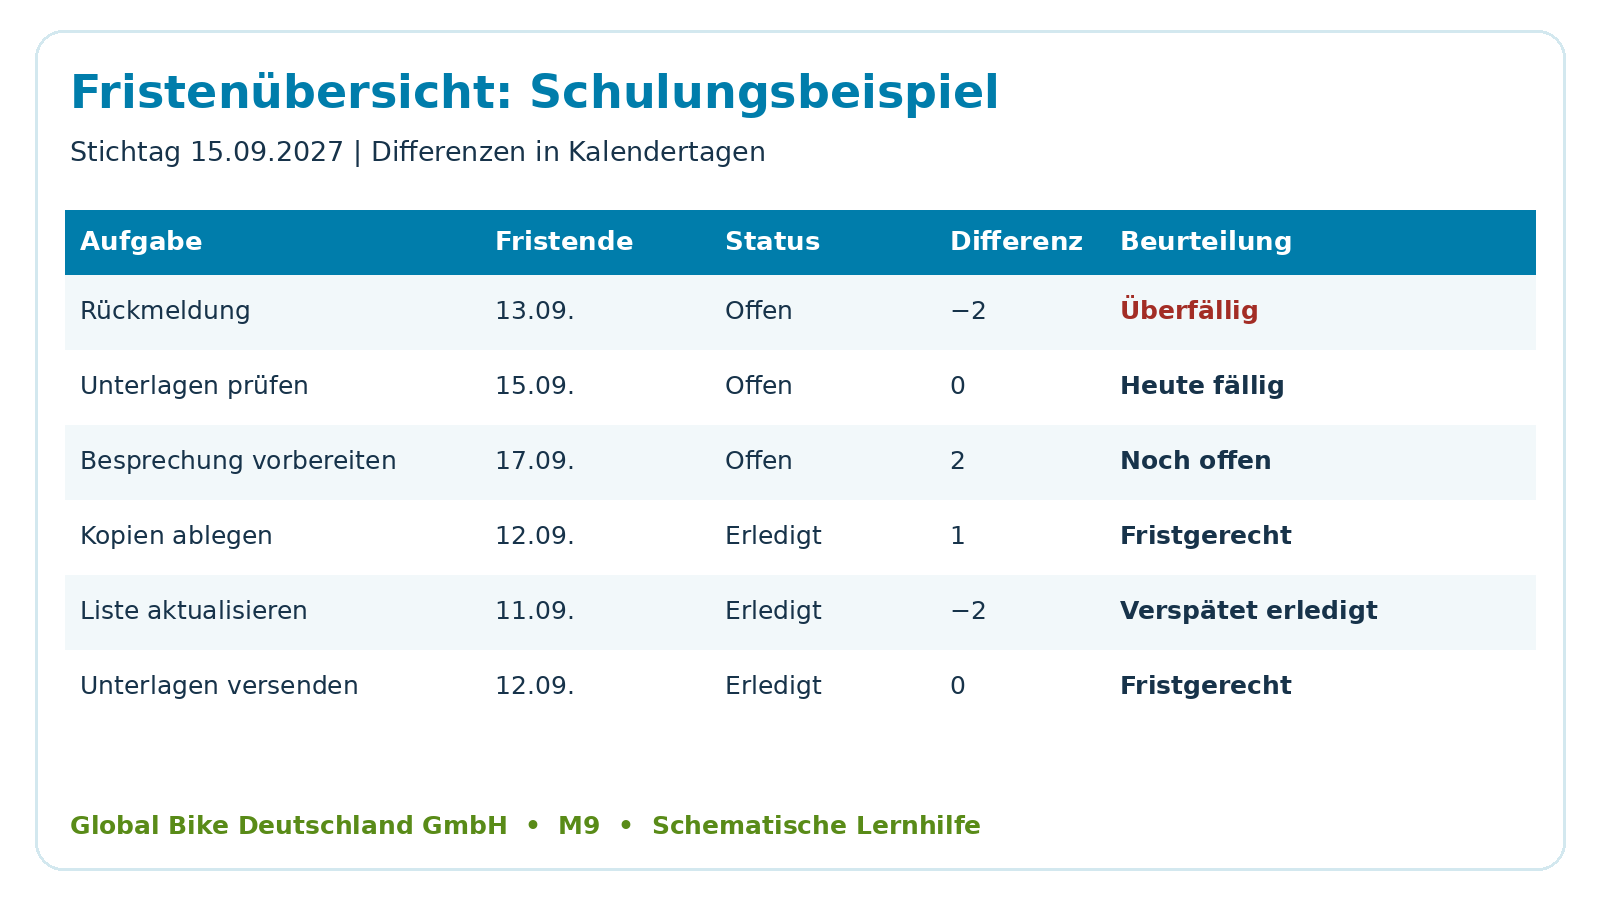 Fristenübersicht: Schulungsbeispiel
Stichtag 15.09.2027 | Differenzen in Kalendertagen
Aufgabe Fristende Status Differenz Beurteilung
Rückmeldung 13.09. Offen −2 Überfällig
Unterlagen prüfen 15.09. Offen 0 Heute fällig
Besprechung vorbereiten 17.09. Offen 2 Noch offen
Kopien ablegen 12.09. Erledigt 1 Fristgerecht
Liste aktualisieren 11.09. Erledigt −2 Verspätet erledigt
Unterlagen versenden 12.09. Erledigt 0 Fristgerecht
Global Bike Deutschland GmbH • M9 • Schematische Lernhilfe